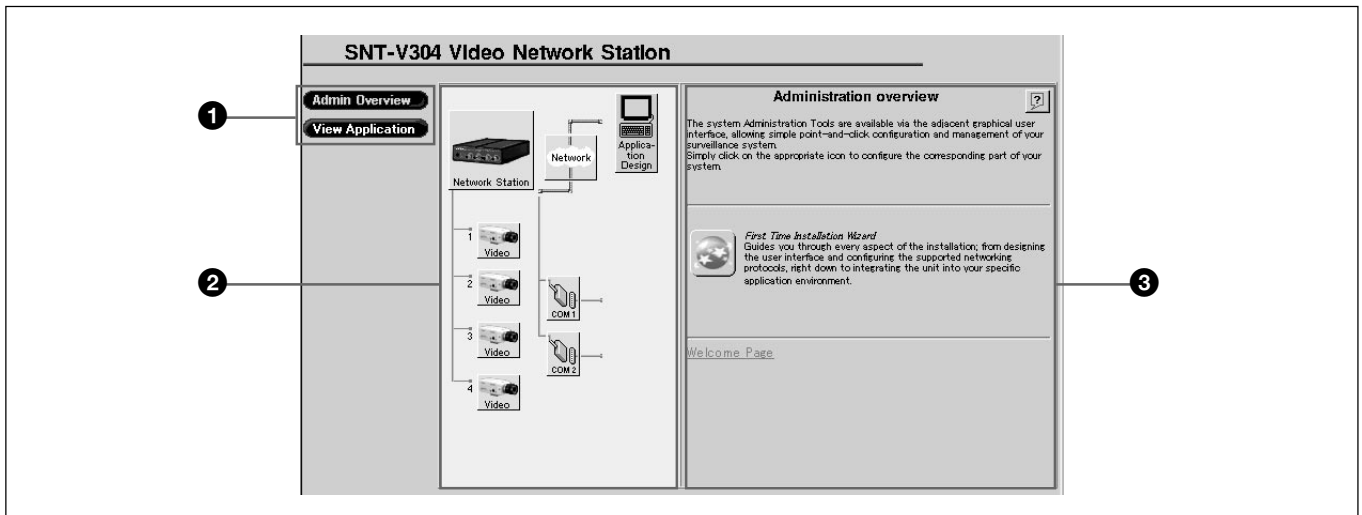 SNT-V304 Video Network Station
1
Admin Overview
View Application
2
Network Station
Network
Applica-
tion
Design
1
Video
2
Video
3
Video
4
Video
COM 1
COM 2
3
Administration overview
?
The system Administration Tools are available via the adjacent graphical user
interface, allowing simple point-and-click configuration and management of your
surveillance system.
Simply click on the appropriate icon to configure the corresponding part of your
system.
First Time Installation Wizard
Guides you through every aspect of the installation; from designing
the user interface and configuring the supported networking
protocols, right down to integrating the unit into your specific
application environment.
Welcome Page